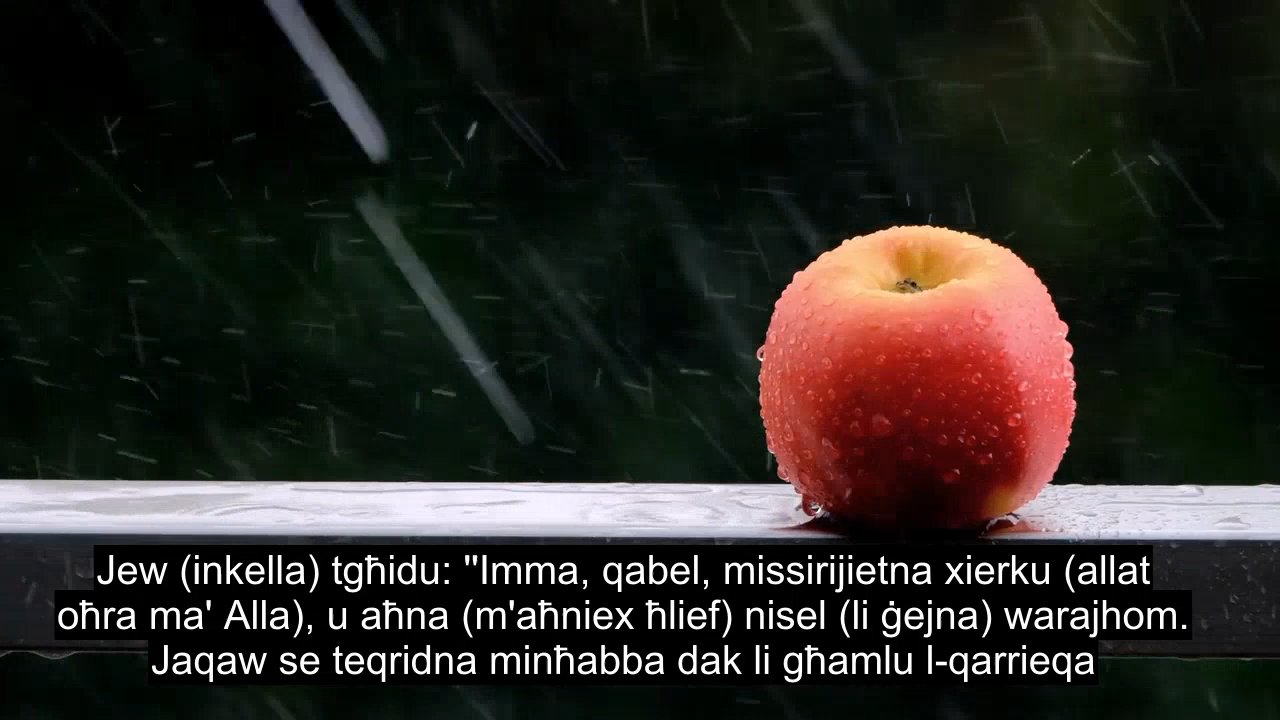 Jew (inkella) tgħidu: "Imma, qabel, missirijietna xierku (allat
oħra ma' Alla), u aħna (m'aħniex ħlief) nisel (li ġejna) warajhom.
Jaqaw se teqridna minħabba dak li għamlu l-qarrieqa